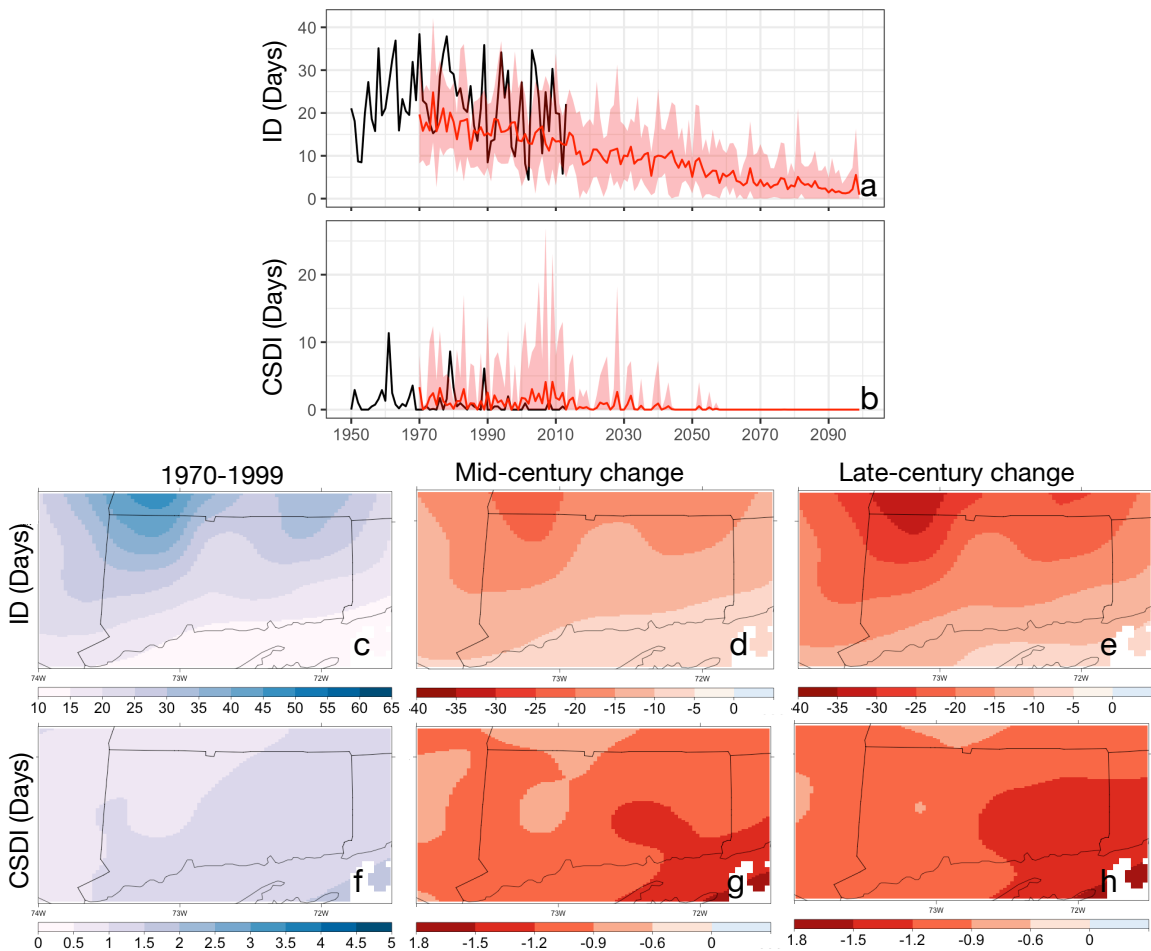 ID (Days)
40
30
20
10
0
a
CSDI (Days)
20
10
0
b
1950 1970 1990 2010 2030 2050 2070 2090
1970-1999 Mid-century change Late-century change
ID (Days)
c d e
74W 73W 72W 73W 72W 73W 72W
10 15 20 25 30 35 40 45 50 55 60 65
40 -35 -30 -25 -20 -15 -10 -5 0
40 -35 -30 -25 -20 -15 -10 -5 0
CSDI (Days)
f g h
74W 73W 72W 73W 72W 73W 72W
0 0.5 1 1.5 2 2.5 3 3.5 4 4.5 5
1.8 -1.5 -1.2 -0.9 -0.6 0
1.8 -1.5 -1.2 -0.9 -0.6 0